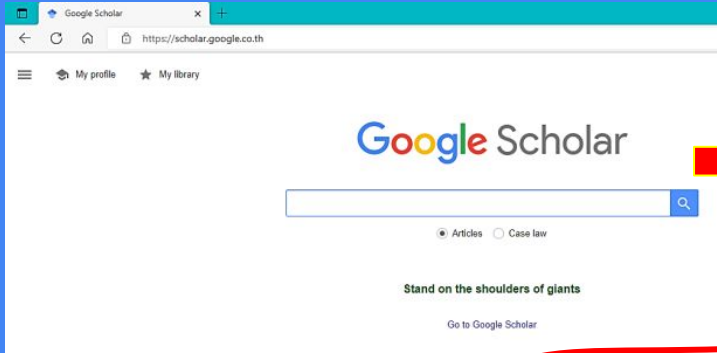 Google Scholar
https://scholar.google.co.th
My profile My library
Google Scholar
Articles Case law
Stand on the shoulders of giants
Go to Google Scholar